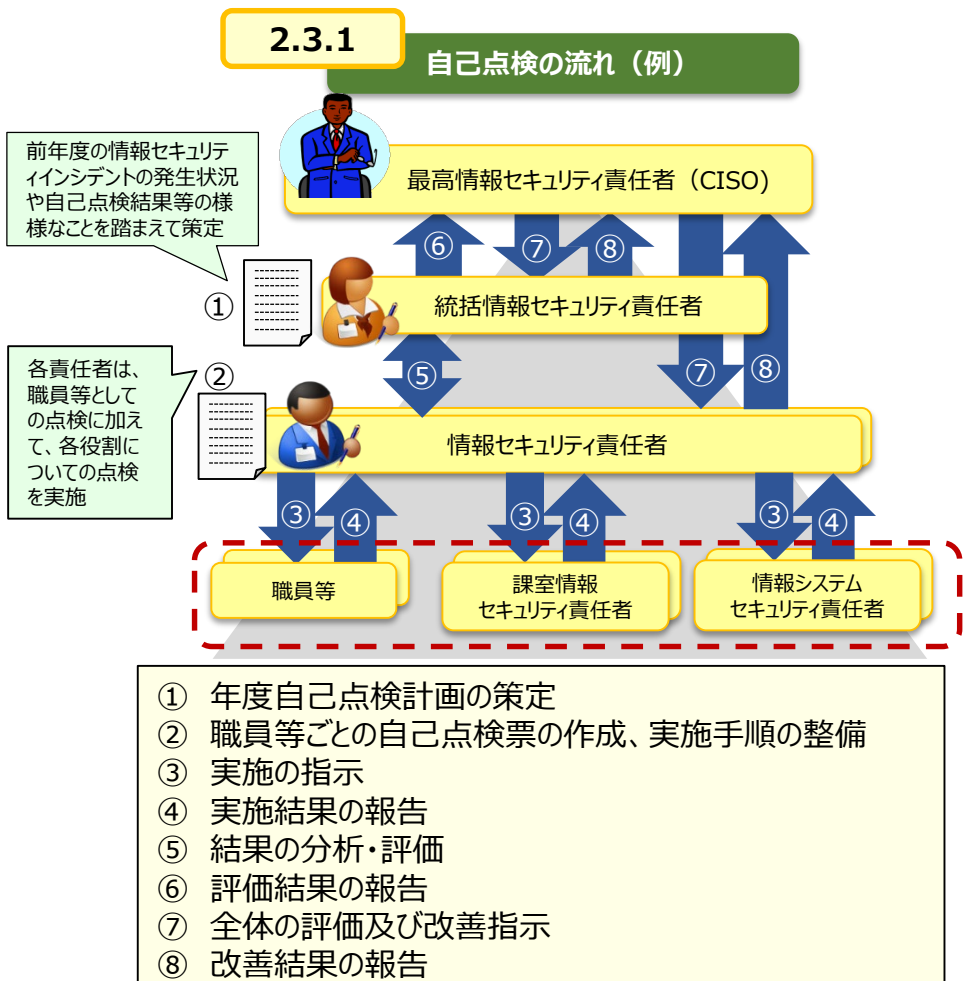 2.3.1
自己点検の流れ（例）
最高情報セキュリティ責任者（CISO)
前年度の情報セキュリテ
ィインシデントの発生状況
や自己点検結果等の様
様なことを踏まえて策定
⑥
⑦
⑧
①
統括情報セキュリティ責任者
⑤
⑦
⑧
各責任者は、
職員等として
の点検に加え
て、各役割に
ついての点検
を実施
②
情報セキュリティ責任者
③
④
③
④
③
④
職員等
課室情報
セキュリティ責任者
情報システム
セキュリティ責任者
① 年度自己点検計画の策定
② 職員等ごとの自己点検票の作成、実施手順の整備
③ 実施の指示
④ 実施結果の報告
⑤ 結果の分析・評価
⑥ 評価結果の報告
⑦ 全体の評価及び改善指示
⑧ 改善結果の報告